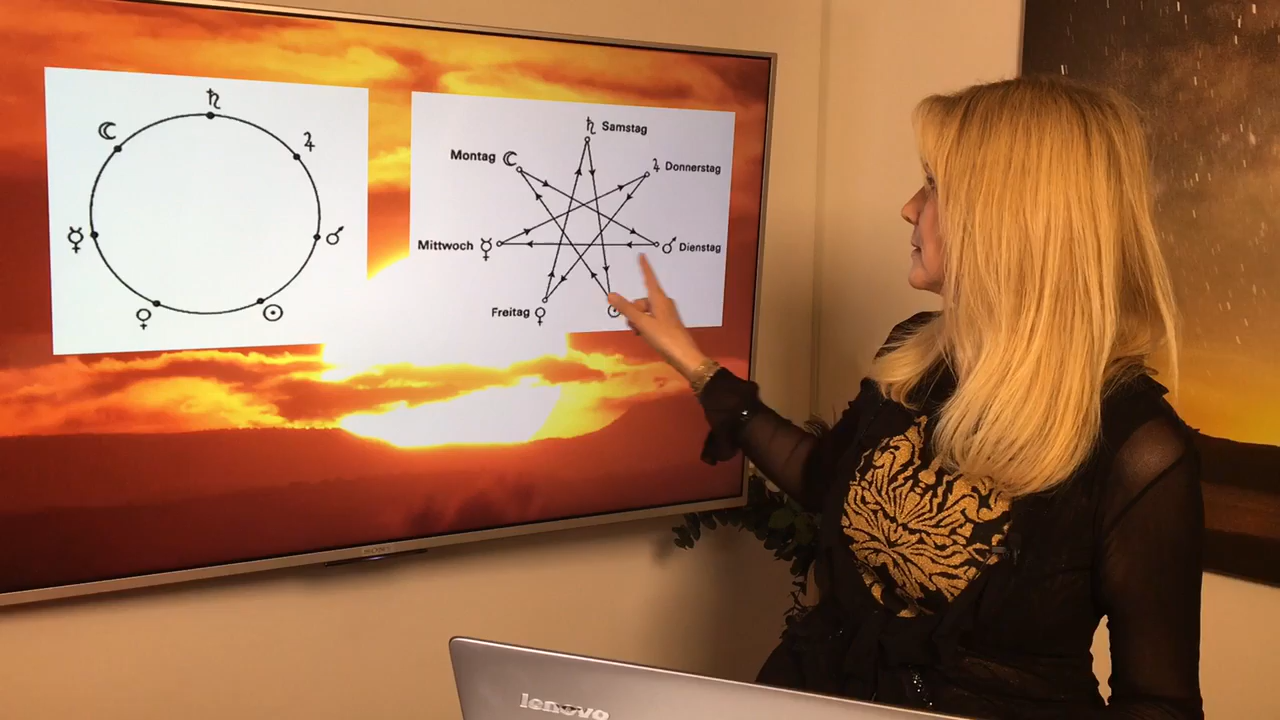 ♄
☾
♃
☿
♂
♀
☉
♄ Samstag
Montag ☾
♃ Donnerstag
Mittwoch ☿
♂ Dienstag
Freitag ♀
☉
SONY
lenovo